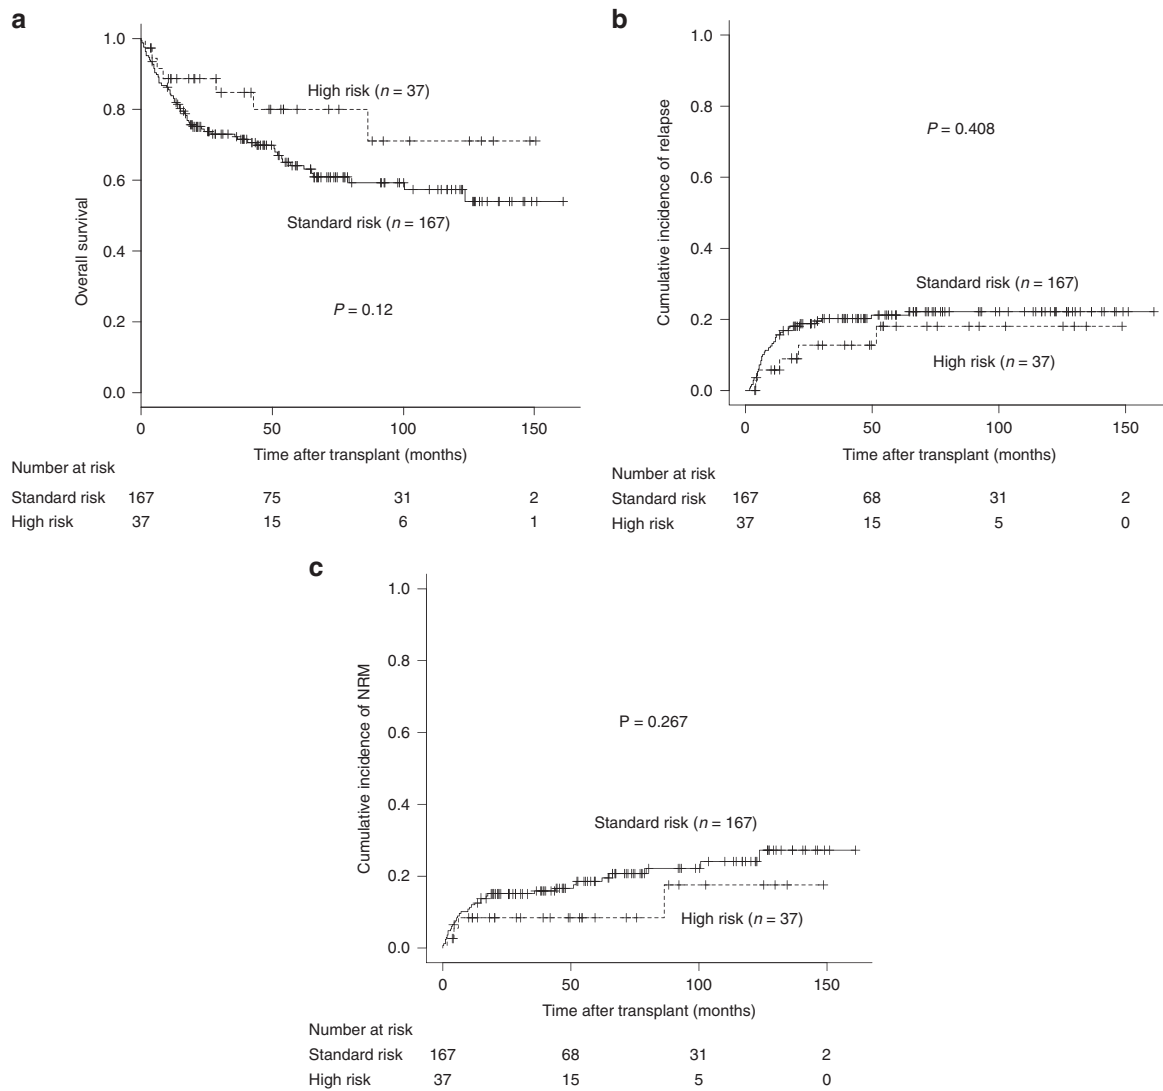 a
1.0
0.8
0.6
0.4
0.2
0.0
Overall survival
High risk (n = 37)
Standard risk (n = 167)
P = 0.12
0 50 100 150
Time after transplant (months)
Number at risk
Standard risk 167 75 31 2
High risk 37 15 6 1
b
1.0
0.8
0.6
0.4
0.2
0.0
Cumulative incidence of relapse
P = 0.408
Standard risk (n = 167)
High risk (n = 37)
0 50 100 150
Time after transplant (months)
Number at risk
Standard risk 167 68 31 2
High risk 37 15 5 0
c
1.0
0.8
0.6
0.4
0.2
0.0
Cumulative incidence of NRM
P = 0.267
Standard risk (n = 167)
High risk (n = 37)
0 50 100 150
Time after transplant (months)
Number at risk
Standard risk 167 68 31 2
High risk 37 15 5 0